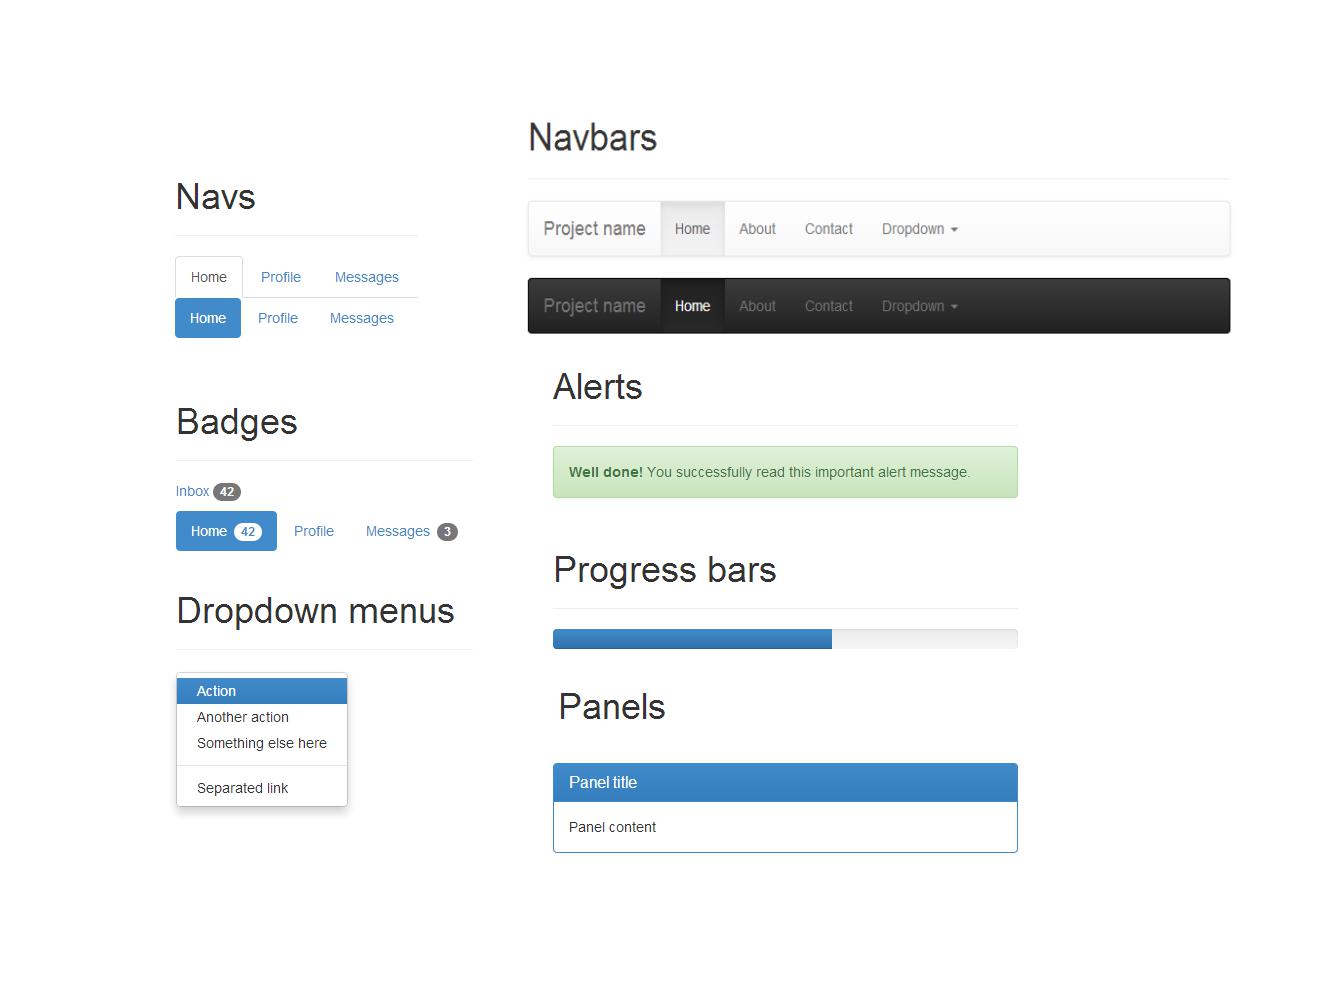 Navs
Home Profile Messages
Home Profile Messages
Badges
Inbox 42
Home 42 Profile Messages 3
Dropdown menus
Action
Another action
Something else here
Separated link
Navbars
Project name Home About Contact Dropdown
Project name Home About Contact Dropdown
Alerts
Well done! You successfully read this important alert message.
Progress bars
Panels
Panel title
Panel content